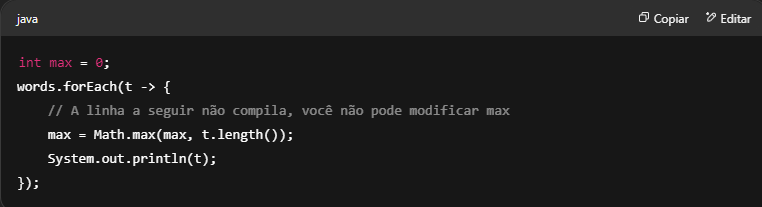 java Copiar Editar
int max = 0;
words.forEach(t -> {
    // A linha a seguir não compila, você não pode modificar max
    max = Math.max(max, t.length());
    System.out.println(t);
});